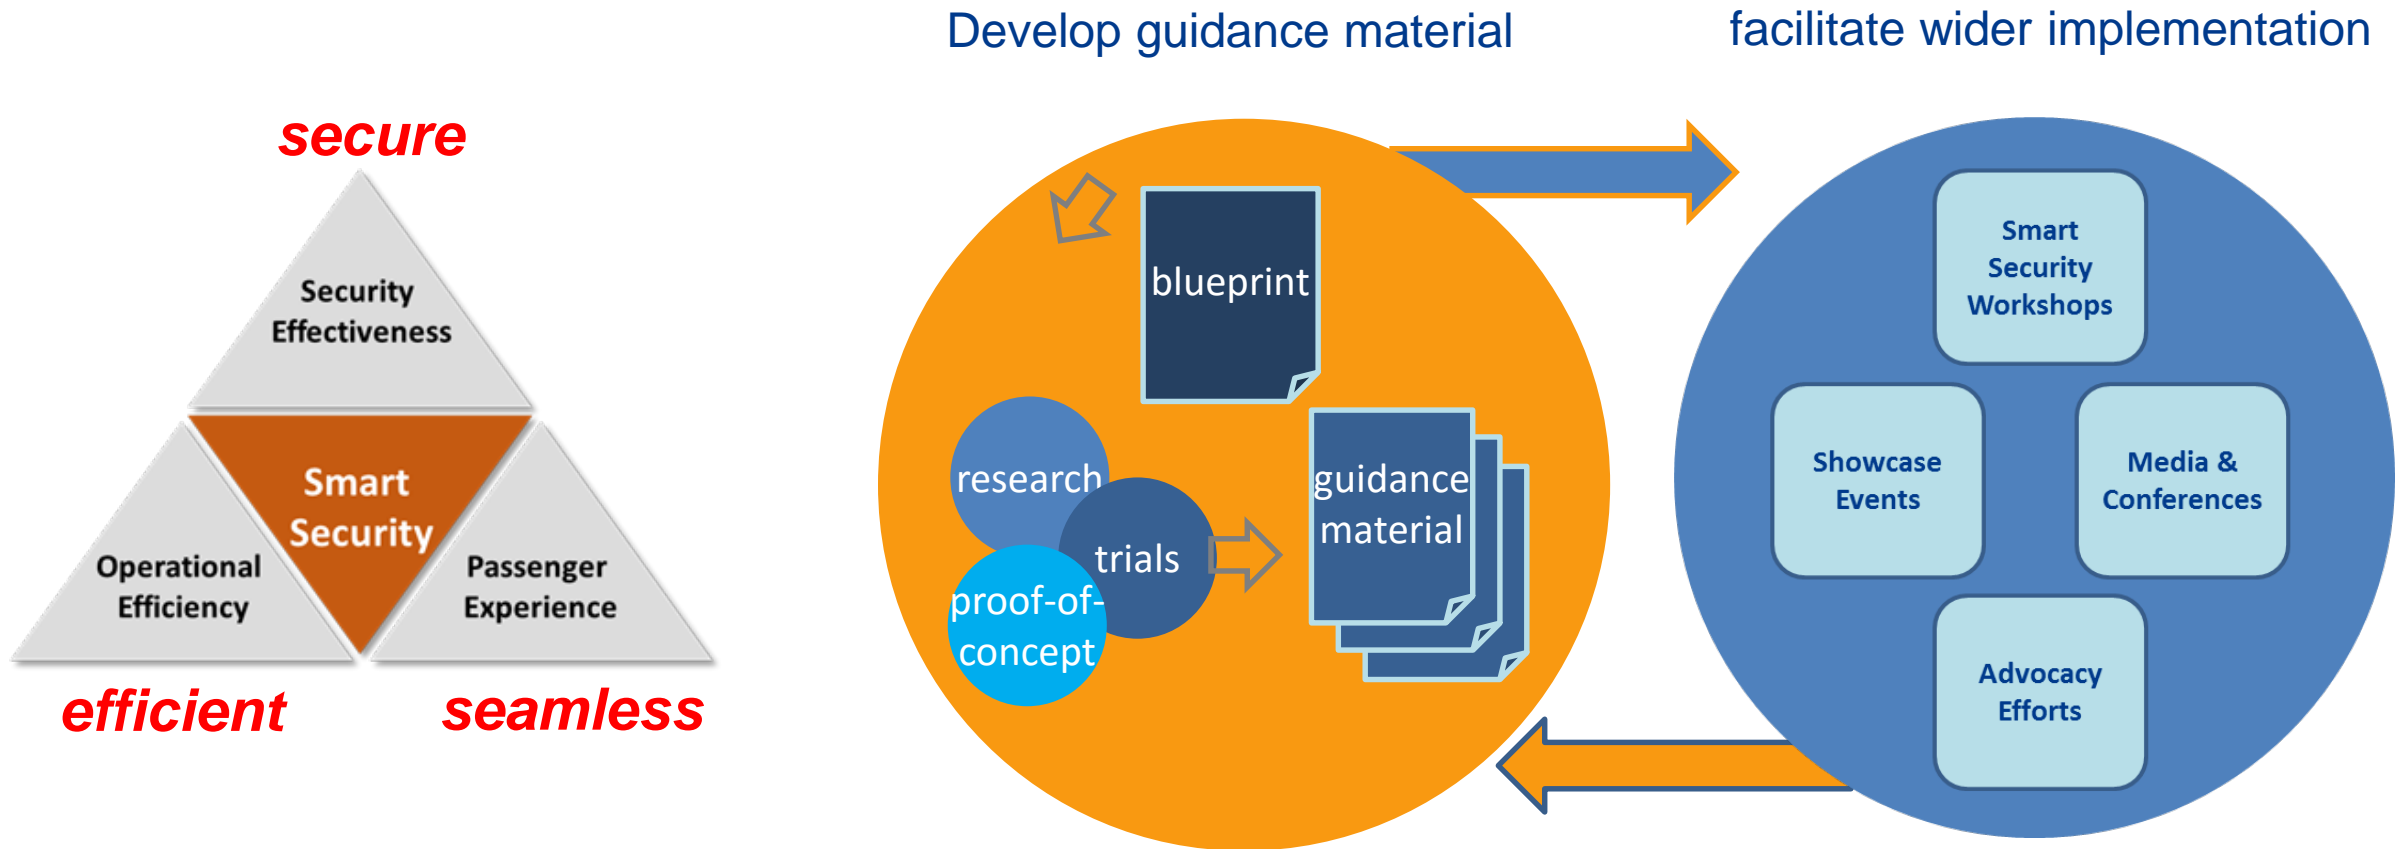 Develop guidance material
facilitate wider implementation
secure
Security
Effectiveness
Smart
Security
Operational
Efficiency
Passenger
Experience
efficient
seamless
blueprint
research
trials
proof-of-
concept
guidance
material
Smart
Security
Workshops
Showcase
Events
Media &
Conferences
Advocacy
Efforts